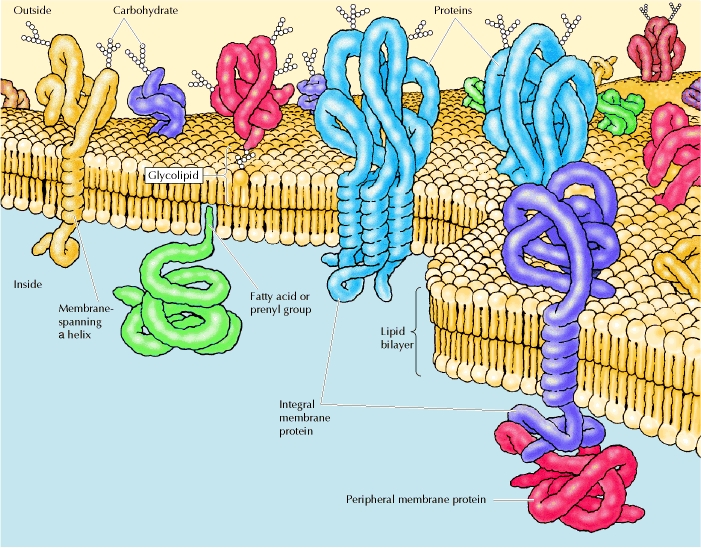 Outside
Carbohydrate
Proteins
Glycolipid
Inside
Membrane-
spanning
a helix
Fatty acid or
prenyl group
Lipid
bilayer
Integral
membrane
protein
Peripheral membrane protein